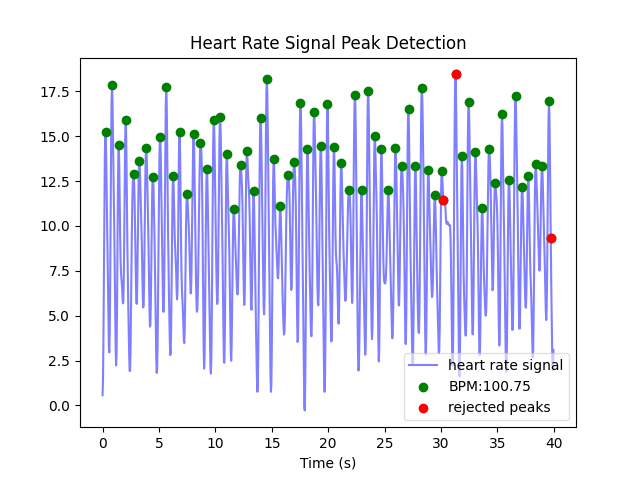 Heart Rate Signal Peak Detection
17.5
15.0
12.5
10.0
7.5
5.0
2.5
0.0
heart rate signal
BPM:100.75
rejected peaks
0 5 10 15 20 25 30 35 40
Time (s)